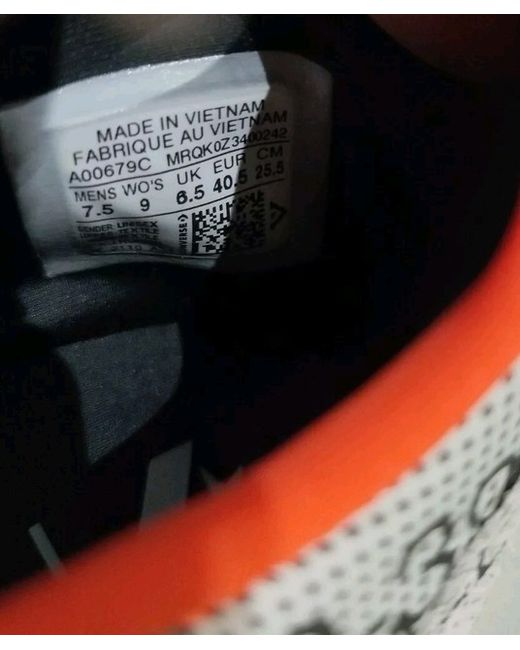 MADE IN VIETNAM
FABRIQUE AU VIETNAM
A00679C MRQK0Z3400242
MENS WO'S UK EUR CM
7.5 9 6.5 40.5 25.5
GENDER UNISEX
CONVERSE